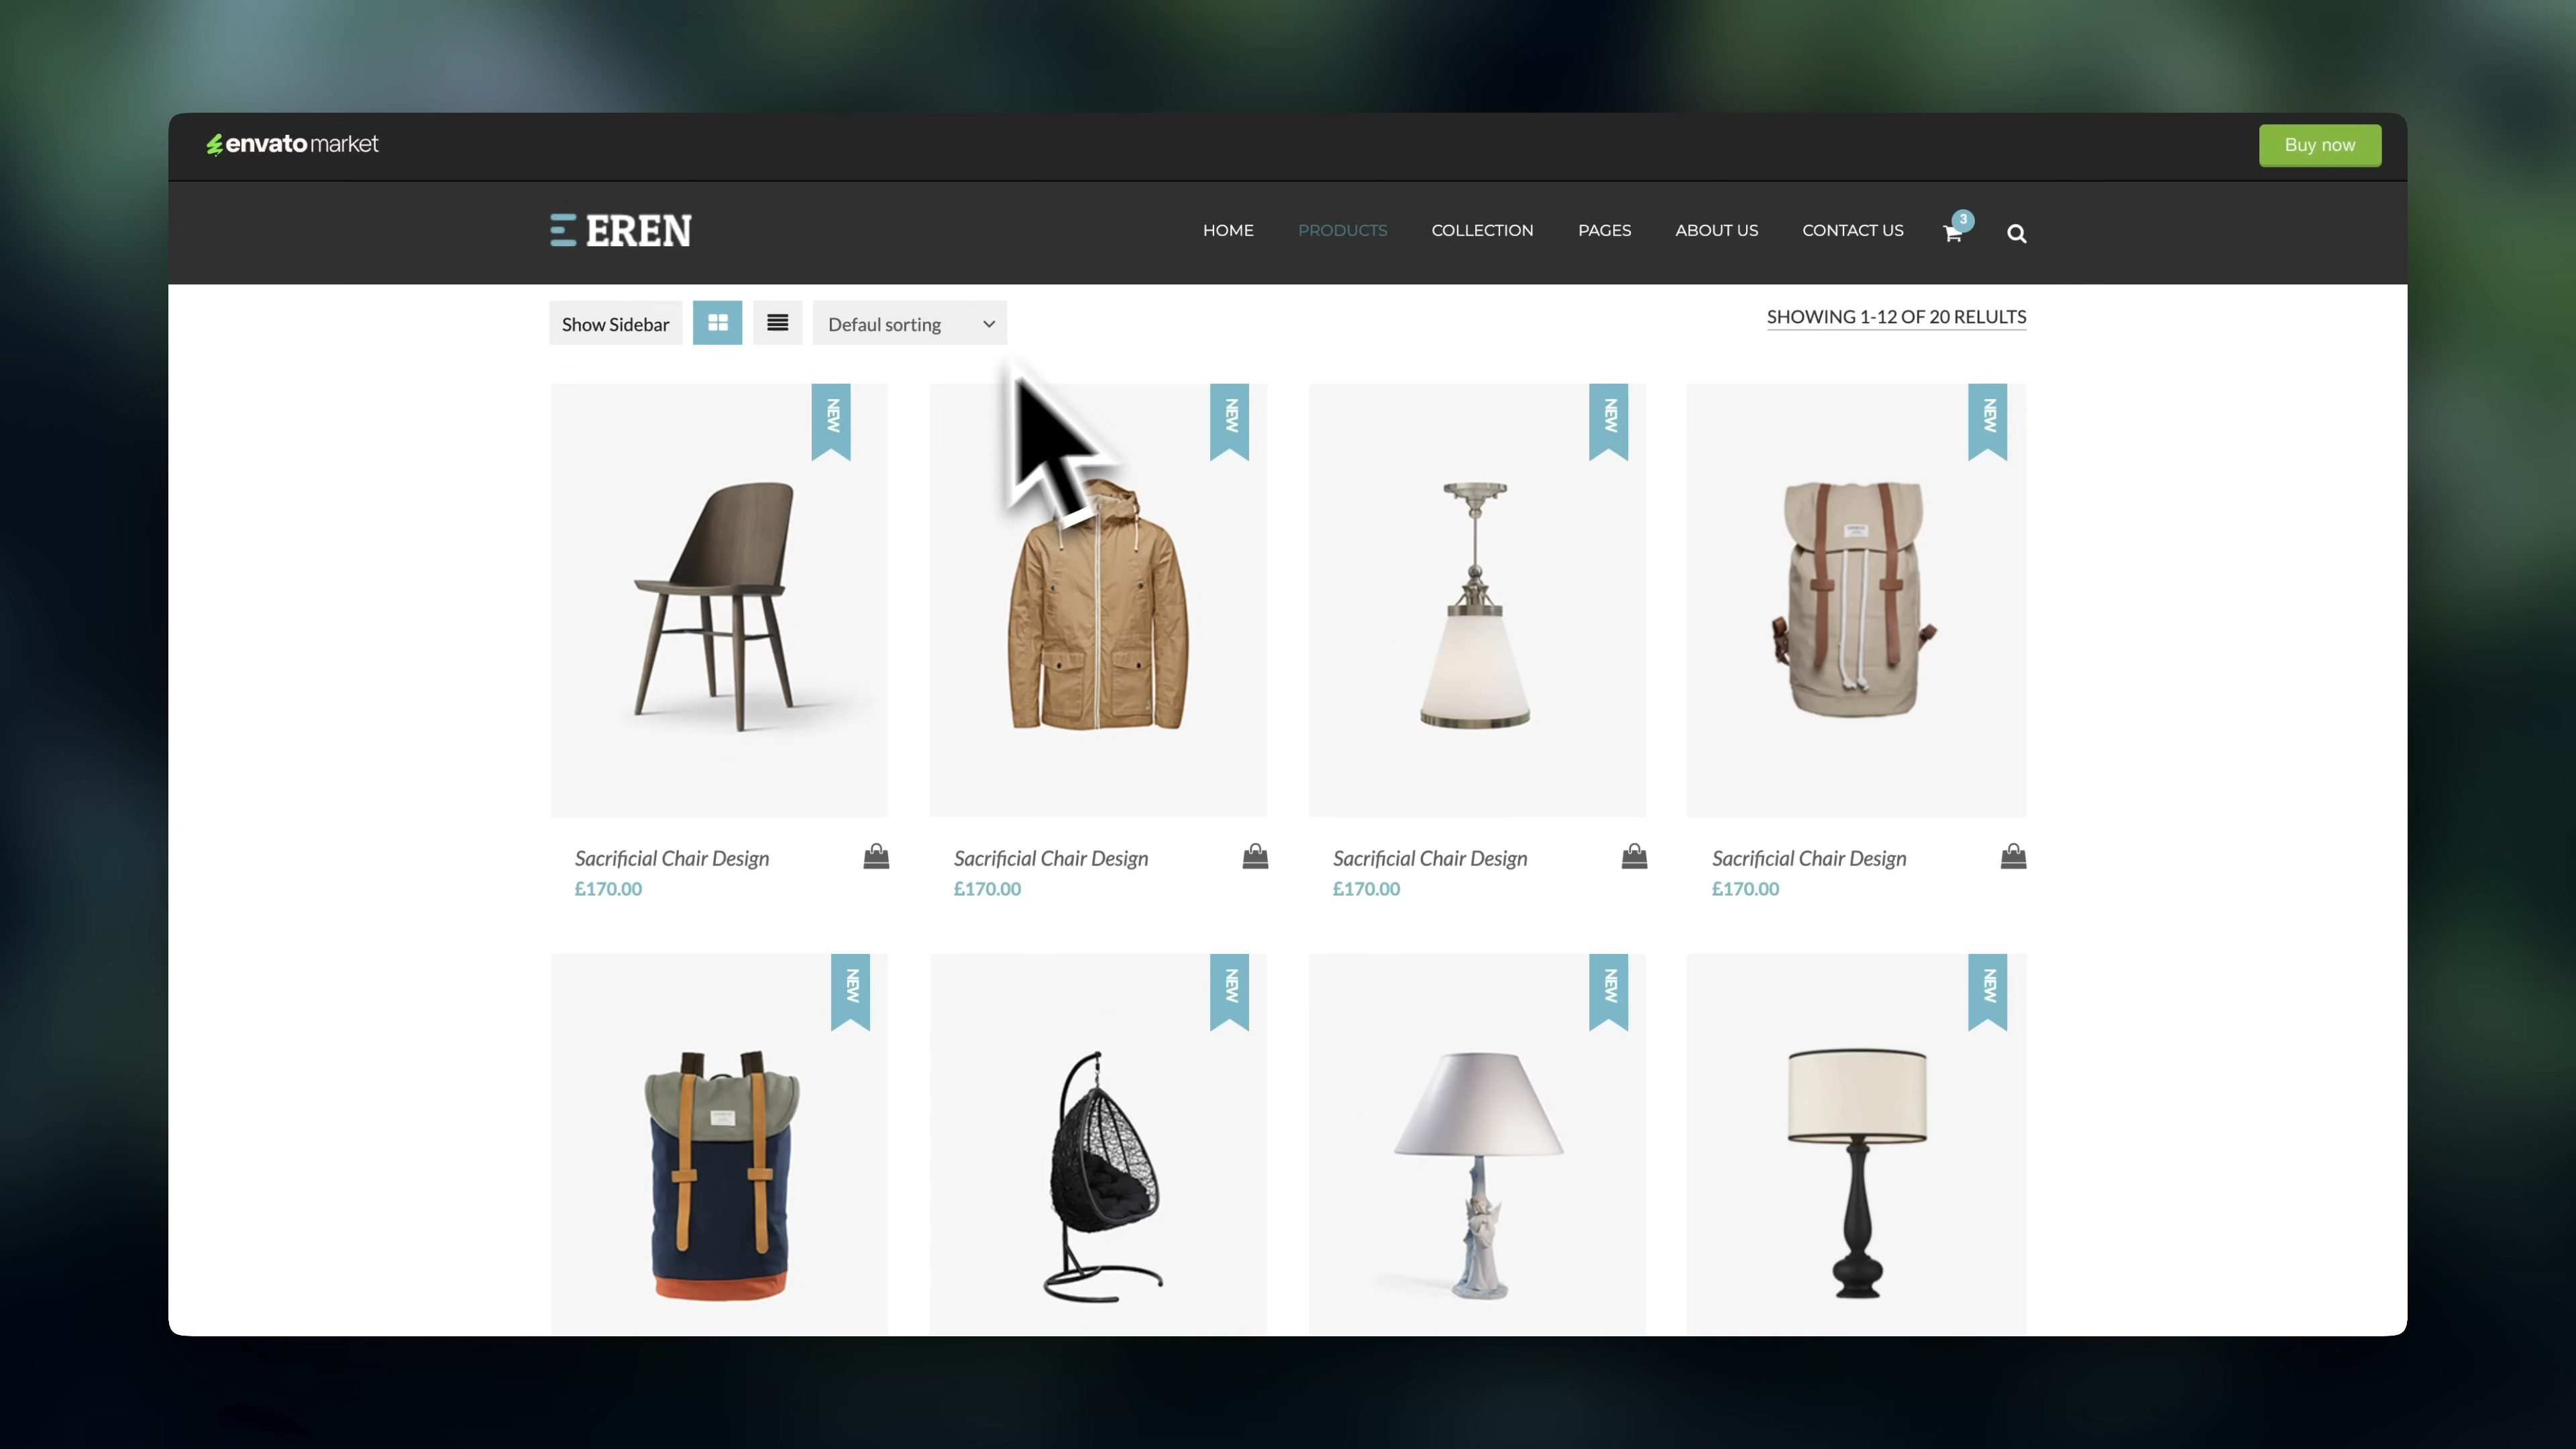 envato market
Buy now
EREN
HOME PRODUCTS COLLECTION PAGES ABOUT US CONTACT US 3
Show Sidebar Defaul sorting SHOWING 1-12 OF 20 RELULTS
NEW NEW NEW NEW
Sacrificial Chair Design Sacrificial Chair Design Sacrificial Chair Design Sacrificial Chair Design
£170.00 £170.00 £170.00 £170.00
NEW NEW NEW NEW